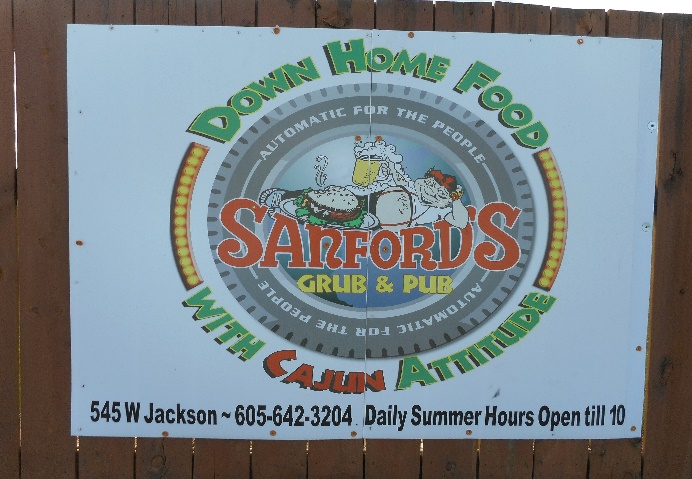 DOWN HOME FOOD
AUTOMATIC FOR THE PEOPLE
SANFORD'S
GRUB & PUB
AUTOMATIC FOR THE PEOPLE
WITH CAJUN ATTITUDE
545 W Jackson ~ 605-642-3204 Daily Summer Hours Open till 10